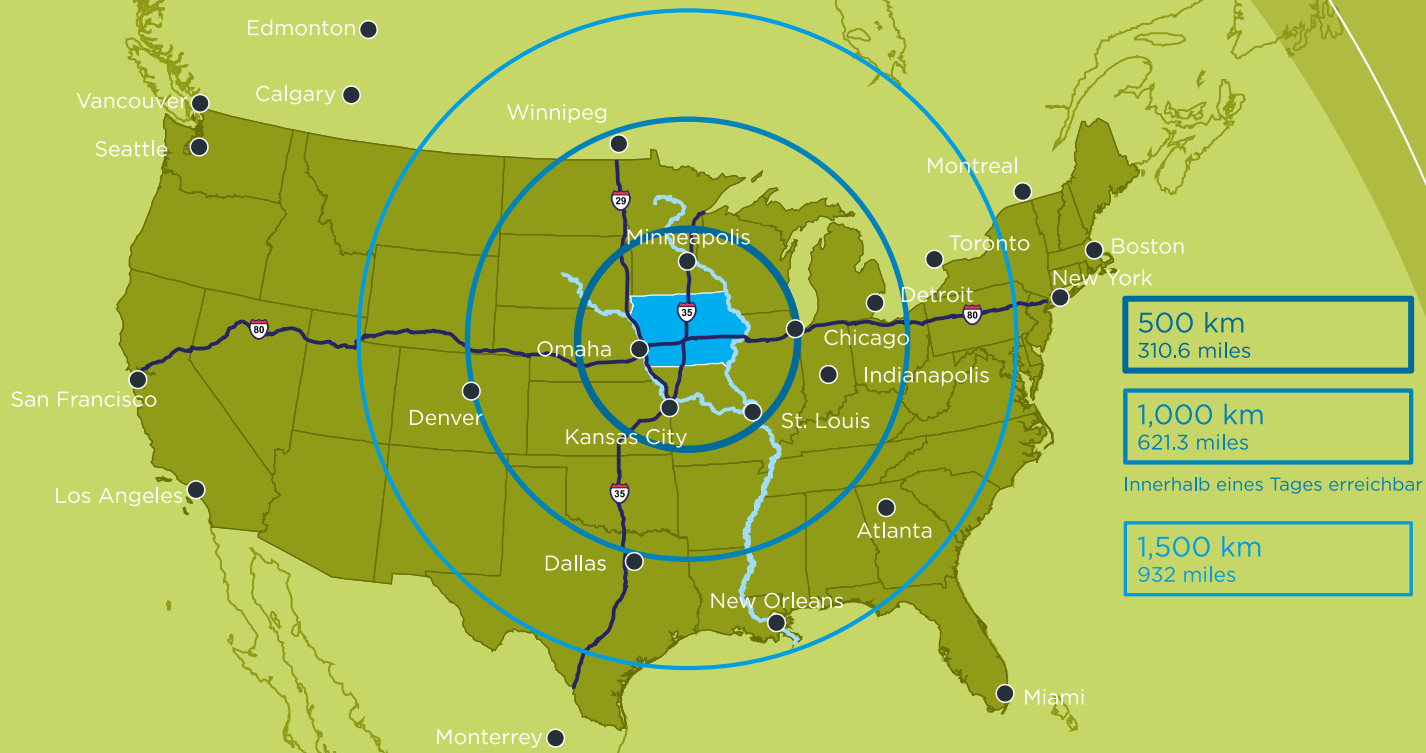 Edmonton
Calgary
Vancouver
Winnipeg
Seattle
Montreal
29
Minneapolis
Toronto
Boston
New York
Detroit
35
80
80
500 km
310.6 miles
Omaha
Chicago
Indianapolis
San Francisco
Denver
Kansas City
St. Louis
1,000 km
621.3 miles
Innerhalb eines Tages erreichbar
Los Angeles
35
Atlanta
1,500 km
932 miles
Dallas
New Orleans
Miami
Monterrey